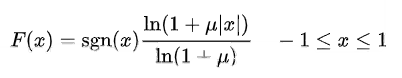 F(x) = sgn(x) ln(1 + μ|x|) / ln(1 + μ)    − 1 ≤ x ≤ 1